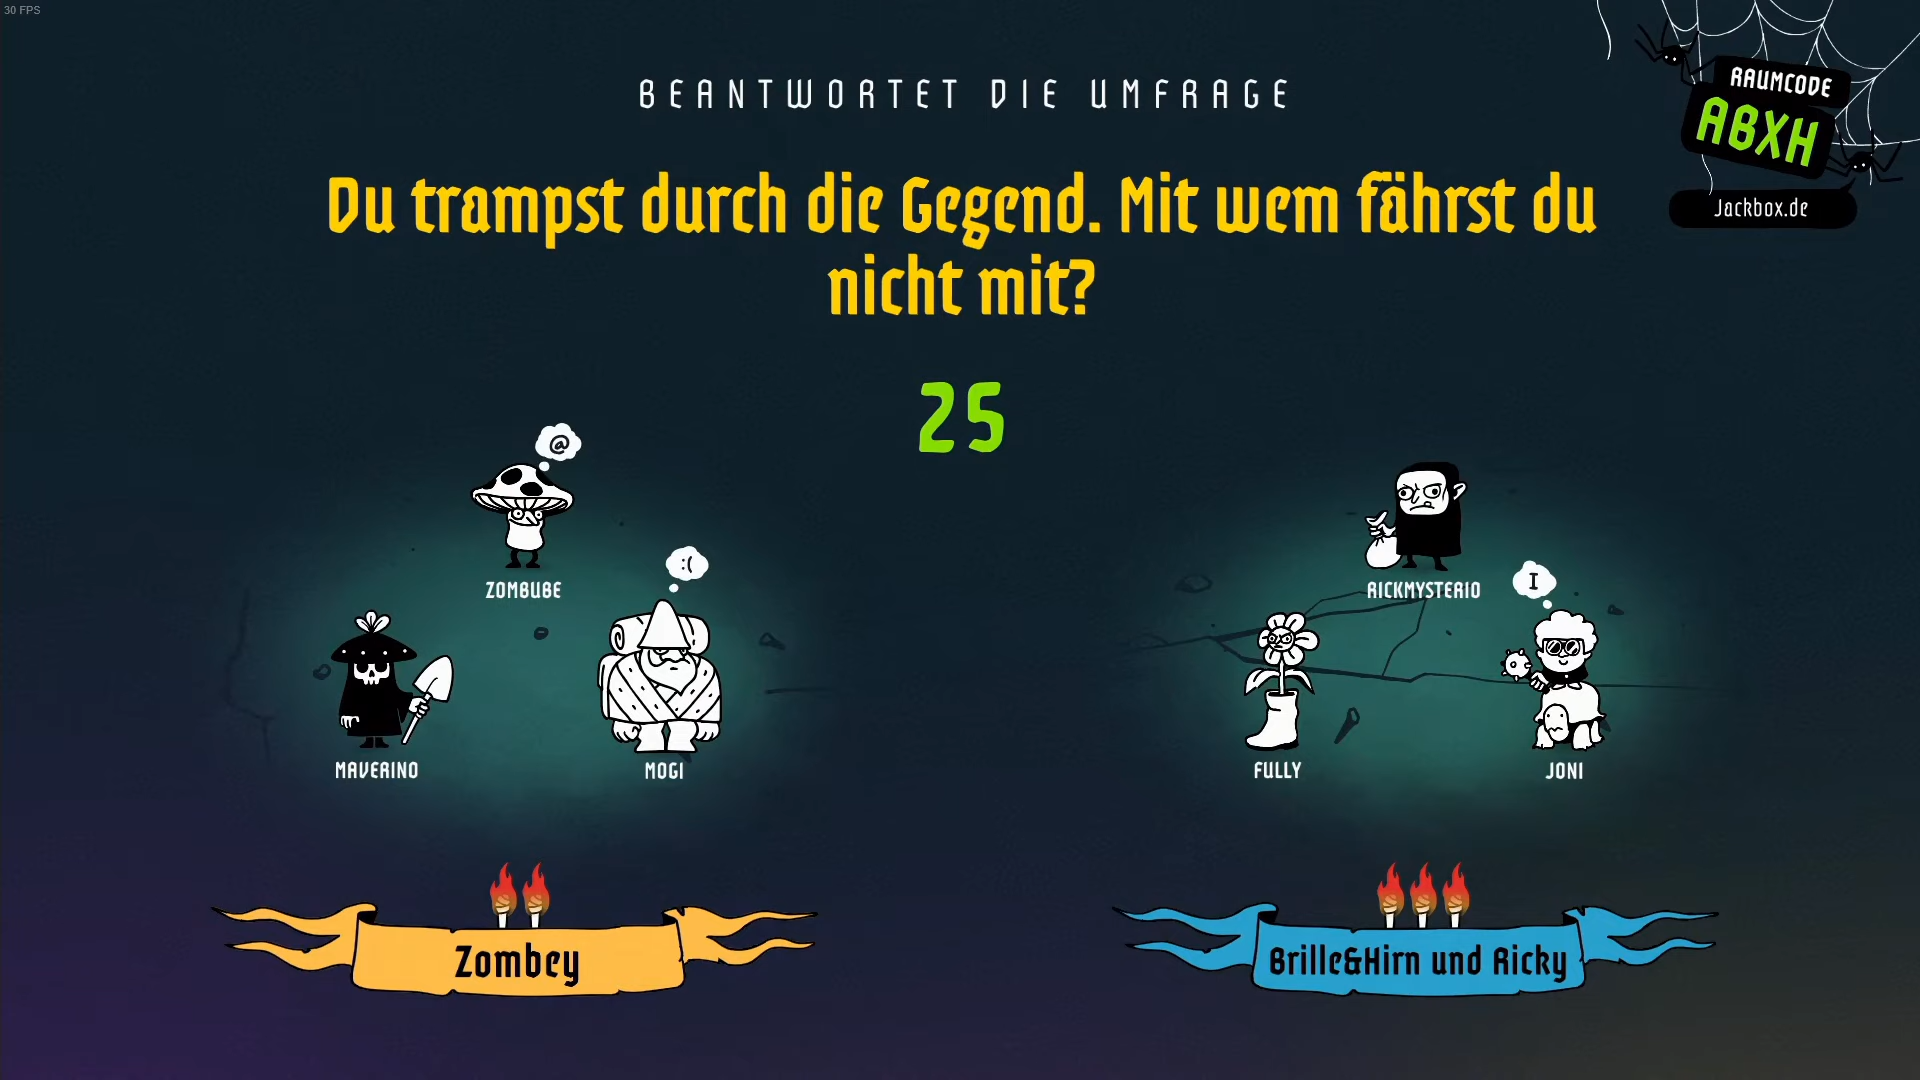 30 FPS
BEANTWORTET DIE UMFRAGE
RAUMCODE
ABXH
Jackbox.de
Du trampst durch die Gegend. Mit wem fährst du
nicht mit?
25
@
ZOMBUBE
:(
MAVERINO
MOGI
RICKMYSTERIO
I
FULLY
JONI
Zombey
Brille&Hirn und Ricky